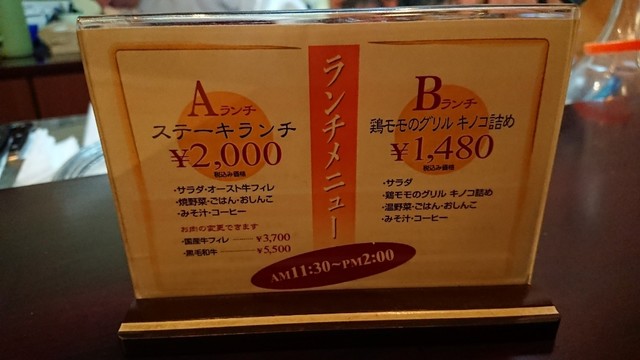 ランチメニュー
Aランチ
ステーキランチ
¥2,000
税込み価格
・サラダ・オースト牛フィレ
・焼野菜・ごはん・おしんこ
・みそ汁・コーヒー
お肉の変更できます
・国産牛フィレ ¥3,700
・黒毛和牛 ¥5,500
Bランチ
鶏モモのグリル キノコ詰め
¥1,480
税込み価格
・サラダ
・鶏モモのグリル キノコ詰め
・温野菜・ごはん・おしんこ
・みそ汁・コーヒー
AM11:30~PM2:00